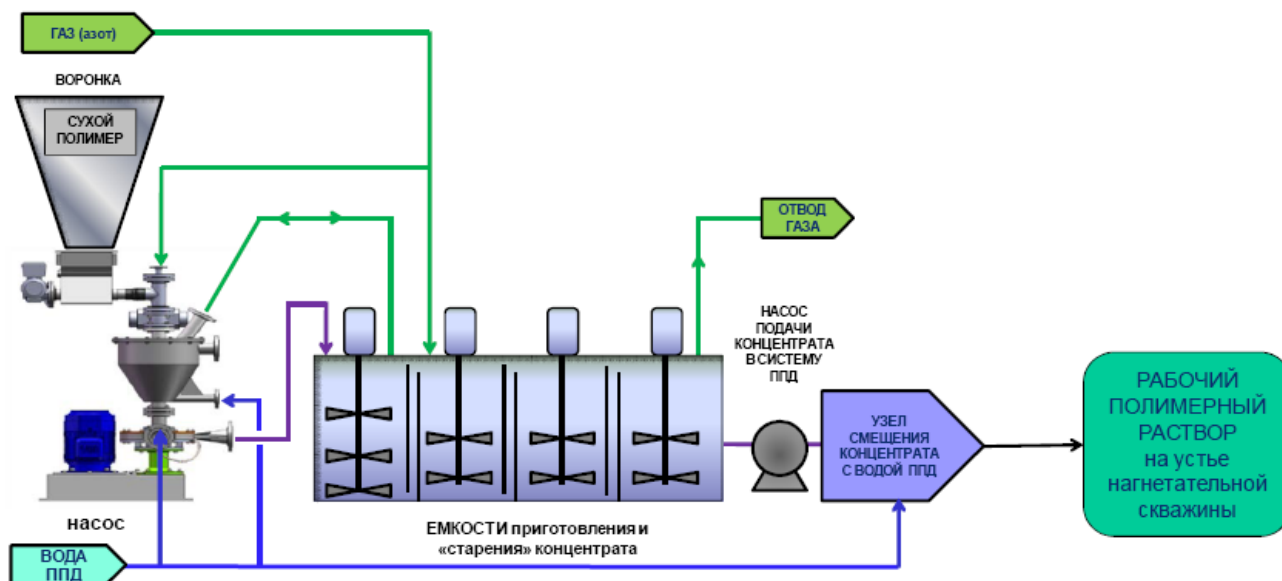 ГАЗ (азот)
ВОРОНКА
СУХОЙ
ПОЛИМЕР
ОТВОД
ГАЗА
НАСОС
ПОДАЧИ
КОНЦЕНТРАТА
В СИСТЕМУ
ППД
УЗЕЛ
СМЕЩЕНИЯ
КОНЦЕНТРАТА
С ВОДОЙ ППД
РАБОЧИЙ
ПОЛИМЕРНЫЙ
РАСТВОР
на устье
нагнетательной
скважины
насос
ЕМКОСТИ приготовления и
«старения» концентрата
ВОДА
ППД